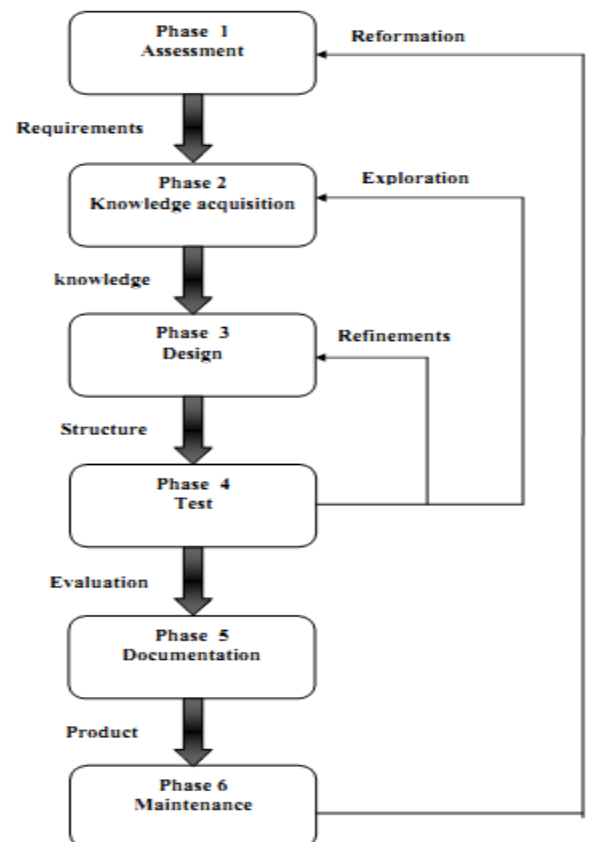 Phase 1
Assessment
Reformation
Requirements
Phase 2
Knowledge acquisition
Exploration
knowledge
Phase 3
Design
Refinements
Structure
Phase 4
Test
Evaluation
Phase 5
Documentation
Product
Phase 6
Maintenance